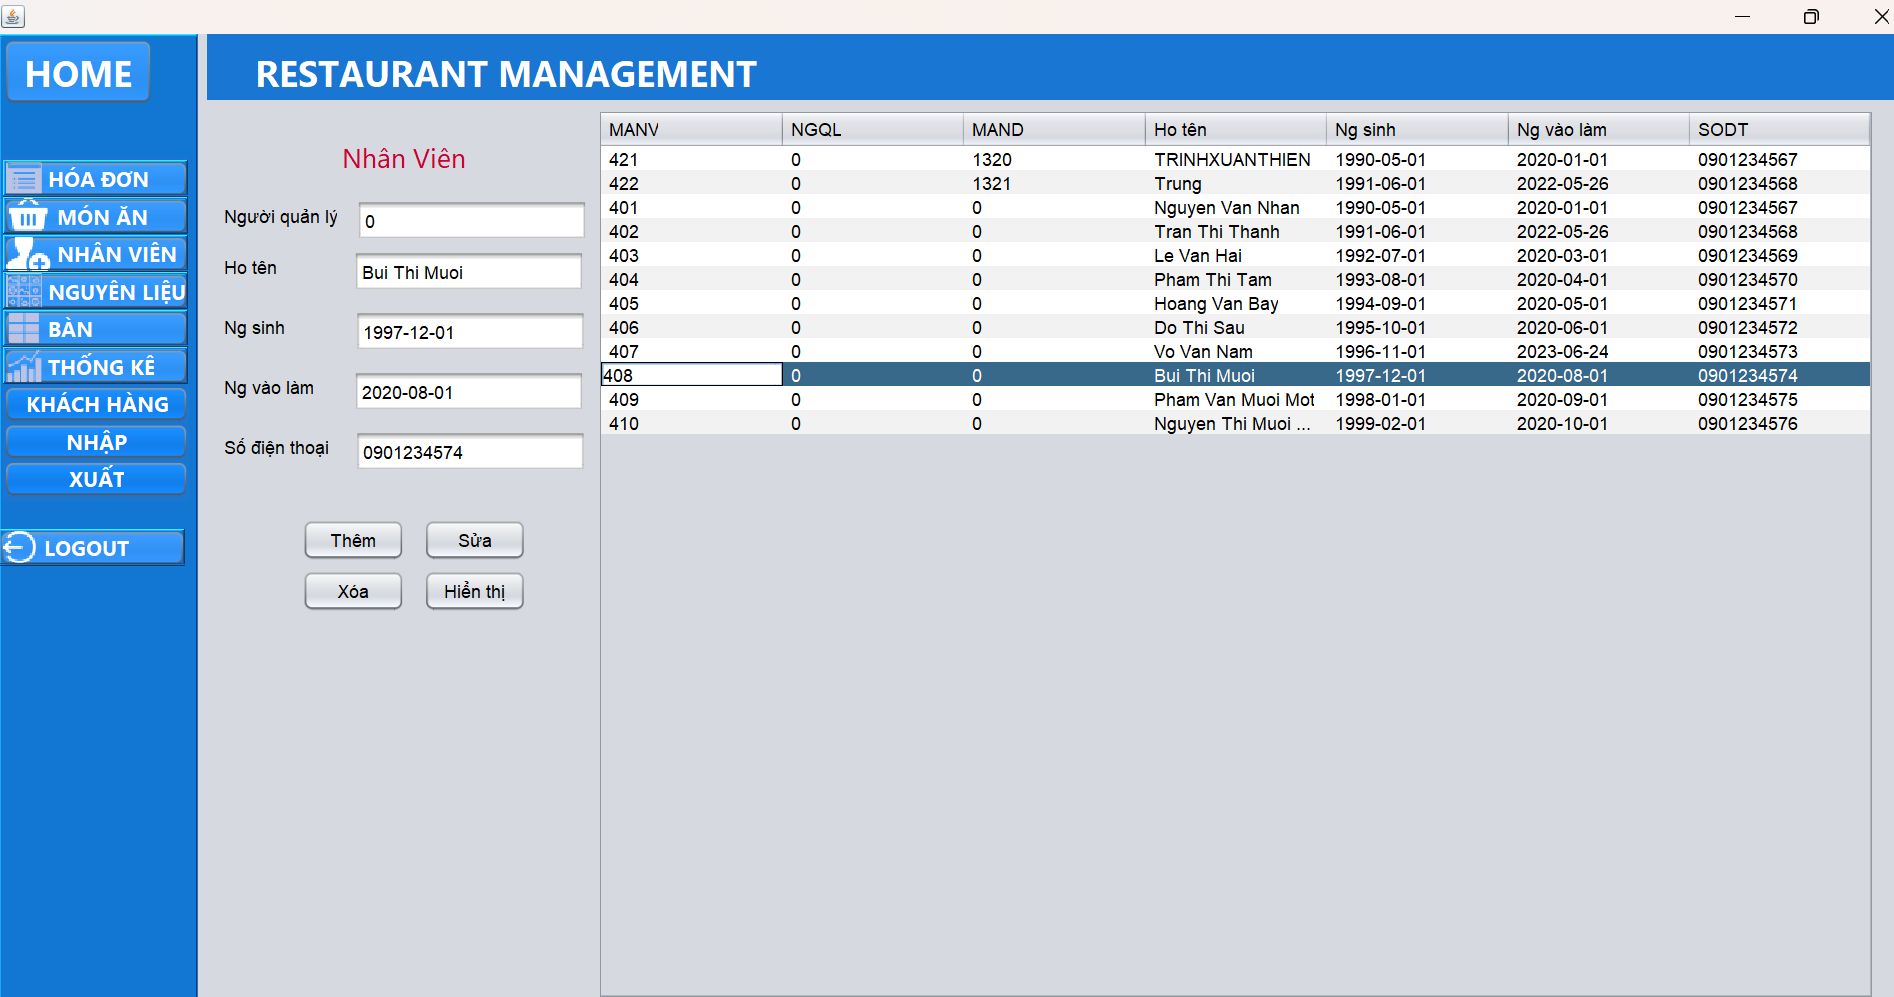 HOME
RESTAURANT MANAGEMENT
HÓA ĐƠN
MÓN ĂN
NHÂN VIÊN
NGUYÊN LIỆU
BÀN
THỐNG KÊ
KHÁCH HÀNG
NHẬP
XUẤT
LOGOUT
Nhân Viên
Người quản lý 0
Ho tên Bui Thi Muoi
Ng sinh 1997-12-01
Ng vào làm 2020-08-01
Số điện thoại 0901234574
Thêm Sửa
Xóa Hiển thị
MANV NGQL MAND Ho tên Ng sinh Ng vào làm SODT
421 0 1320 TRINHXUANTHIEN 1990-05-01 2020-01-01 0901234567
422 0 1321 Trung 1991-06-01 2022-05-26 0901234568
401 0 0 Nguyen Van Nhan 1990-05-01 2020-01-01 0901234567
402 0 0 Tran Thi Thanh 1991-06-01 2022-05-26 0901234568
403 0 0 Le Van Hai 1992-07-01 2020-03-01 0901234569
404 0 0 Pham Thi Tam 1993-08-01 2020-04-01 0901234570
405 0 0 Hoang Van Bay 1994-09-01 2020-05-01 0901234571
406 0 0 Do Thi Sau 1995-10-01 2020-06-01 0901234572
407 0 0 Vo Van Nam 1996-11-01 2023-06-24 0901234573
408 0 0 Bui Thi Muoi 1997-12-01 2020-08-01 0901234574
409 0 0 Pham Van Muoi Mot 1998-01-01 2020-09-01 0901234575
410 0 0 Nguyen Thi Muoi ... 1999-02-01 2020-10-01 0901234576